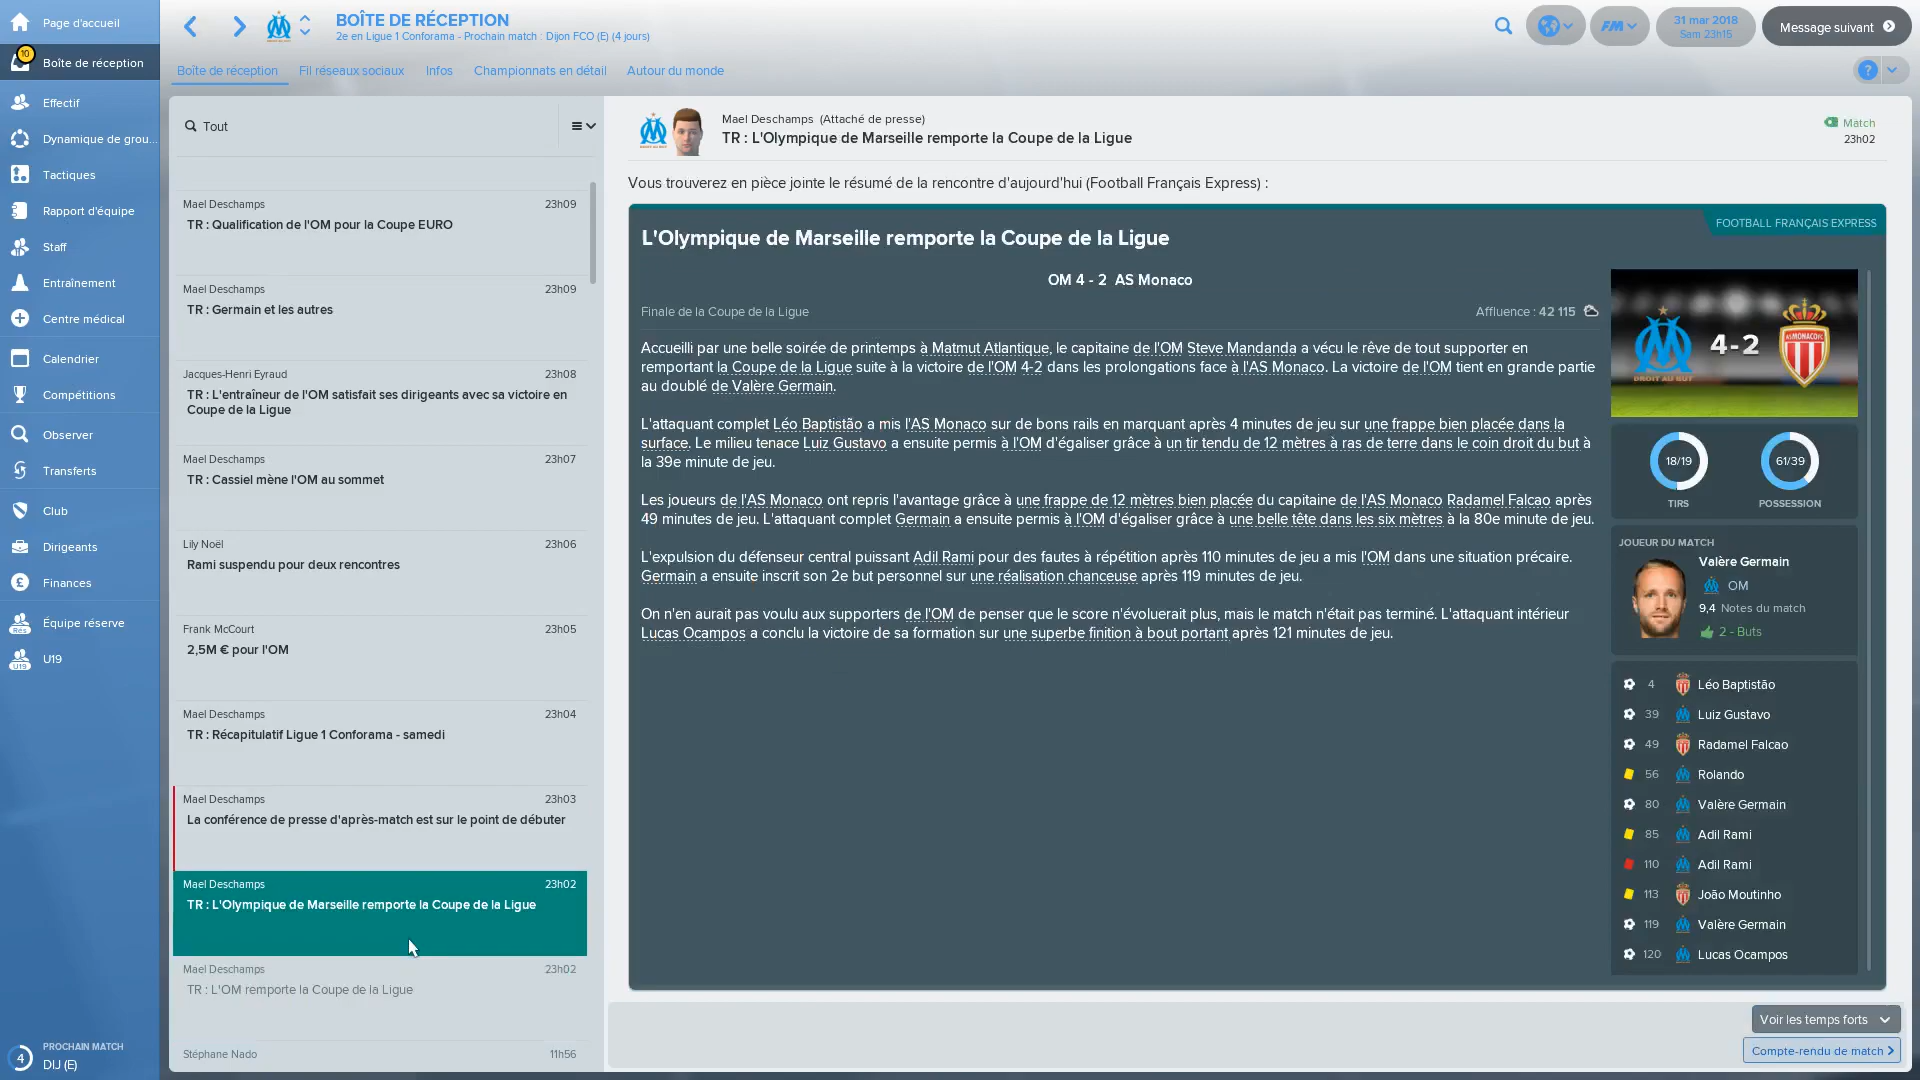 Page d'accueil
10
Boîte de réception
Effectif
Dynamique de grou...
Tactiques
Rapport d'équipe
Staff
Entraînement
Centre médical
Calendrier
Compétitions
Observer
Transferts
Club
Dirigeants
Finances
Rés
Équipe réserve
U19
U19
4
PROCHAIN MATCH
DIJ (E)
BOÎTE DE RÉCEPTION
2e en Ligue 1 Conforama - Prochain match : Dijon FCO (E) (4 jours)
FM
31 mar 2018
Sam 23h15
Message suivant
Boîte de réception
Fil réseaux sociaux
Infos
Championnats en détail
Autour du monde
?
Tout
Mael Deschamps 23h09
TR : Qualification de l'OM pour la Coupe EURO
Mael Deschamps 23h09
TR : Germain et les autres
Jacques-Henri Eyraud 23h08
TR : L'entraîneur de l'OM satisfait ses dirigeants avec sa victoire en
Coupe de la Ligue
Mael Deschamps 23h07
TR : Cassiel mène l'OM au sommet
Lily Noël 23h06
Rami suspendu pour deux rencontres
Frank McCourt 23h05
2,5M € pour l'OM
Mael Deschamps 23h04
TR : Récapitulatif Ligue 1 Conforama - samedi
Mael Deschamps 23h03
La conférence de presse d'après-match est sur le point de débuter
Mael Deschamps 23h02
TR : L'Olympique de Marseille remporte la Coupe de la Ligue
Mael Deschamps 23h02
TR : L'OM remporte la Coupe de la Ligue
Stéphane Nado 11h56
Mael Deschamps (Attaché de presse)
TR : L'Olympique de Marseille remporte la Coupe de la Ligue
Match
23h02
Vous trouverez en pièce jointe le résumé de la rencontre d'aujourd'hui (Football Français Express) :
FOOTBALL FRANÇAIS EXPRESS
L'Olympique de Marseille remporte la Coupe de la Ligue
OM 4 - 2 AS Monaco
Finale de la Coupe de la Ligue
Affluence : 42 115
Accueilli par une belle soirée de printemps à Matmut Atlantique, le capitaine de l'OM Steve Mandanda a vécu le rêve de tout supporter en
remportant la Coupe de la Ligue suite à la victoire de l'OM 4-2 dans les prolongations face à l'AS Monaco. La victoire de l'OM tient en grande partie
au doublé de Valère Germain.
L'attaquant complet Léo Baptistão a mis l'AS Monaco sur de bons rails en marquant après 4 minutes de jeu sur une frappe bien placée dans la
surface. Le milieu tenace Luiz Gustavo a ensuite permis à l'OM d'égaliser grâce à un tir tendu de 12 mètres à ras de terre dans le coin droit du but à
la 39e minute de jeu.
Les joueurs de l'AS Monaco ont repris l'avantage grâce à une frappe de 12 mètres bien placée du capitaine de l'AS Monaco Radamel Falcao après
49 minutes de jeu. L'attaquant complet Germain a ensuite permis à l'OM d'égaliser grâce à une belle tête dans les six mètres à la 80e minute de jeu.
L'expulsion du défenseur central puissant Adil Rami pour des fautes à répétition après 110 minutes de jeu a mis l'OM dans une situation précaire.
Germain a ensuite inscrit son 2e but personnel sur une réalisation chanceuse après 119 minutes de jeu.
On n'en aurait pas voulu aux supporters de l'OM de penser que le score n'évoluerait plus, mais le match n'était pas terminé. L'attaquant intérieur
Lucas Ocampos a conclu la victoire de sa formation sur une superbe finition à bout portant après 121 minutes de jeu.
4-2
DROIT AU BUT
AS MONACO FC
18/19
TIRS
61/39
POSSESSION
JOUEUR DU MATCH
Valère Germain
OM
9,4 Notes du match
2 - Buts
4 Léo Baptistão
39 Luiz Gustavo
49 Radamel Falcao
56 Rolando
80 Valère Germain
85 Adil Rami
110 Adil Rami
113 João Moutinho
119 Valère Germain
120 Lucas Ocampos
Voir les temps forts
Compte-rendu de match